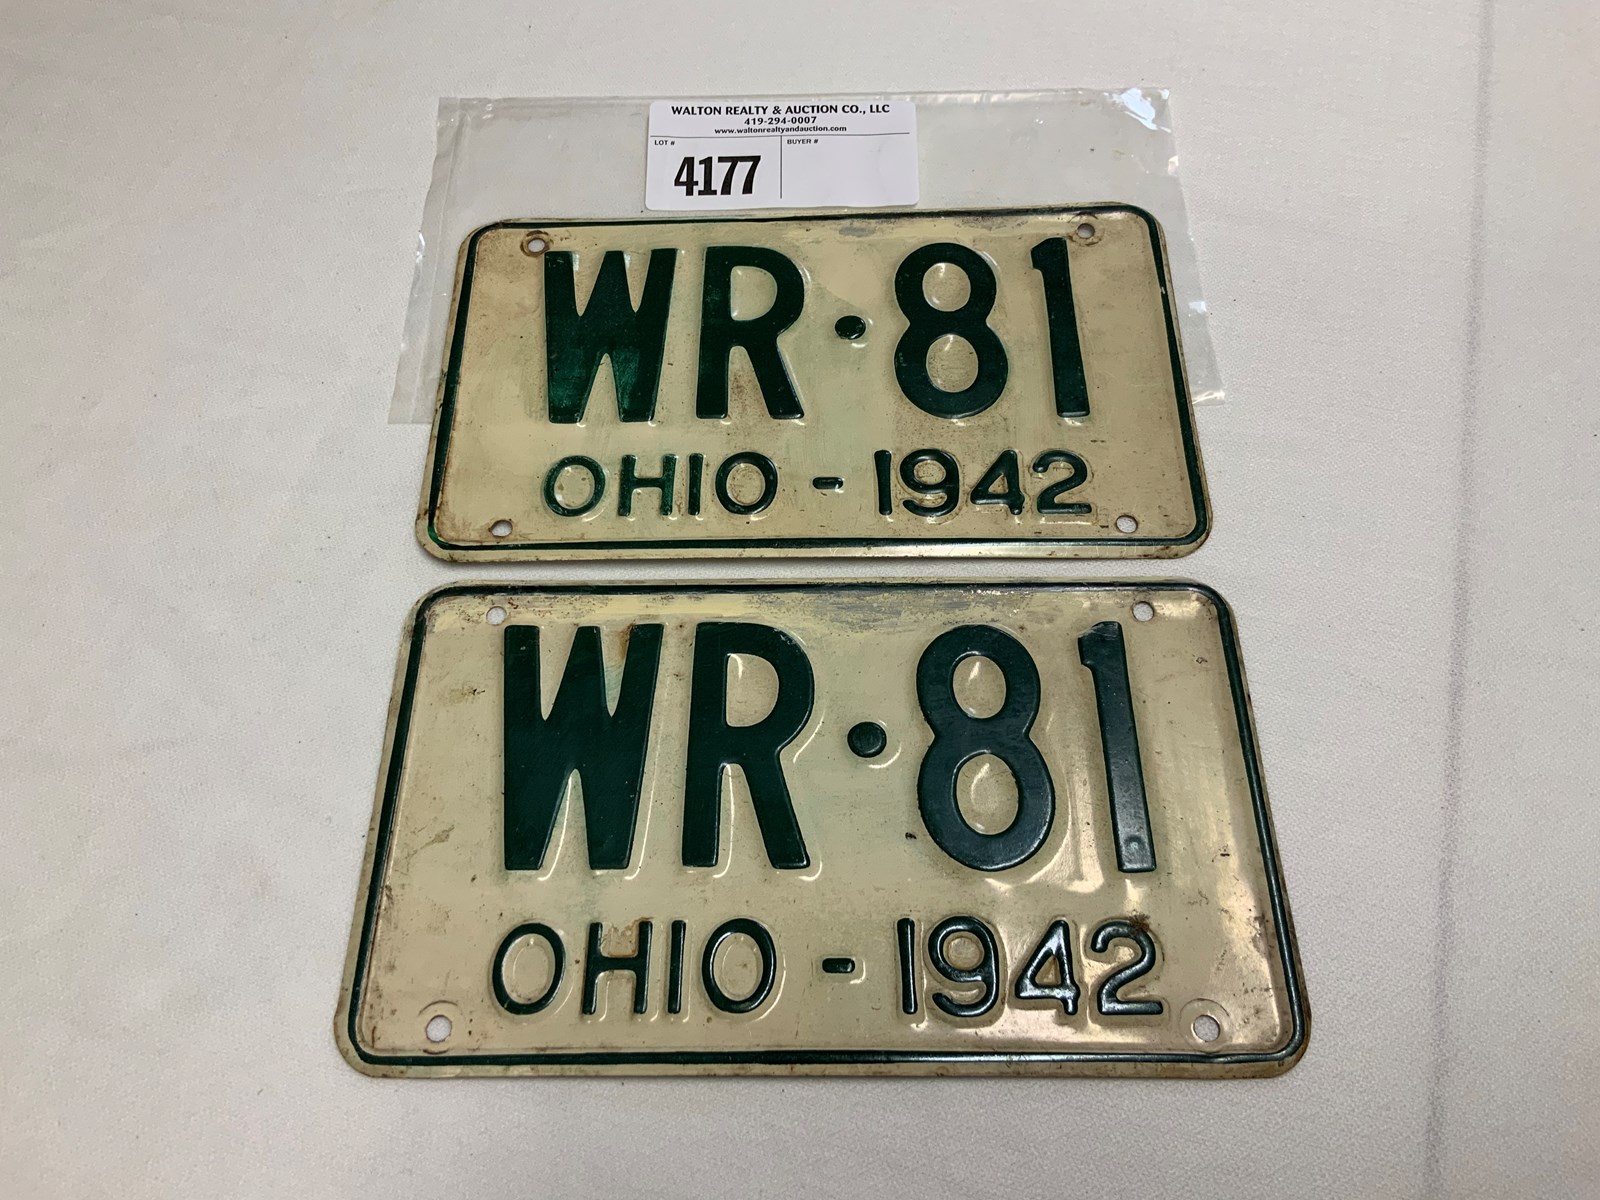 WALTON REALTY & AUCTION CO., LLC
419-294-0007
www.waltonrealtyandauction.com
LOT # BUYER #
4177
WR·81
OHIO - 1942
WR·81
OHIO - 1942